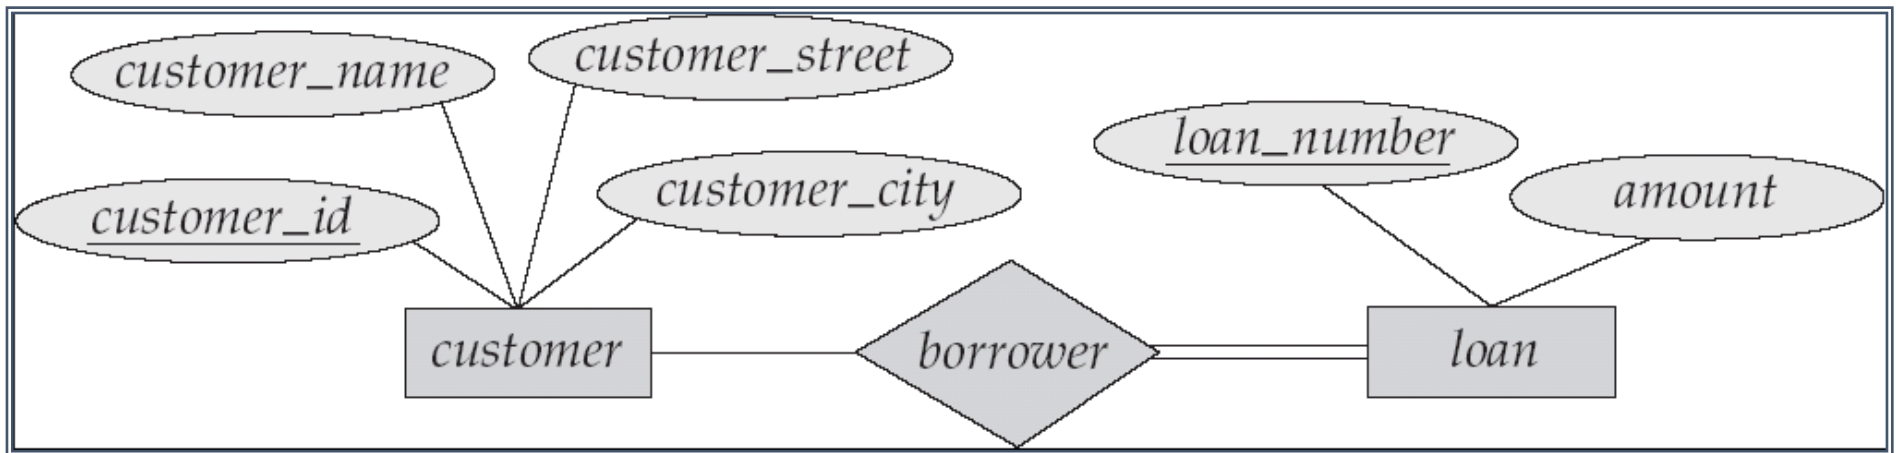 customer_name
customer_street
customer_id
customer_city
loan_number
amount
customer
borrower
loan